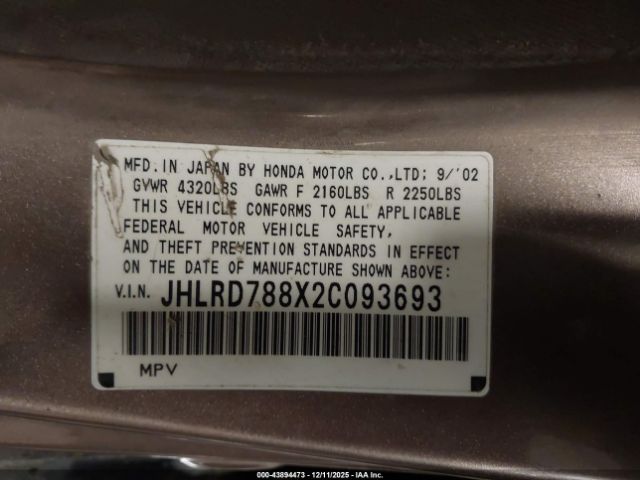 MFD. IN JAPAN BY HONDA MOTOR CO., LTD: 9/'02
GVWR 4320LBS GAWR F 2160LBS R 2250LBS
THIS VEHICLE CONFORMS TO ALL APPLICABLE
FEDERAL MOTOR VEHICLE SAFETY,
AND THEFT PREVENTION STANDARDS IN EFFECT
ON THE DATE OF MANUFACTURE SHOWN ABOVE:
V.I.N. JHLRD788X2C093693
MPV
000-43894473 - 12/11/2025 - IAA, Inc.